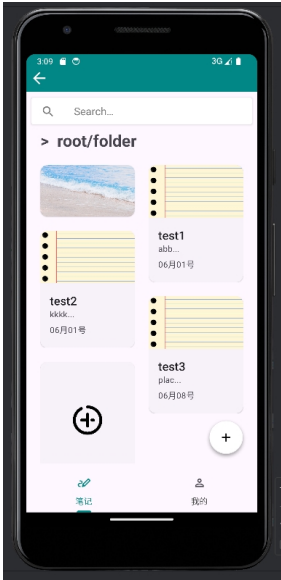 3:09
3G
Search...
> root/folder
test1
abb...
06月01号
test2
kkkk...
06月01号
test3
plac...
06月08号
+
笔记
我的